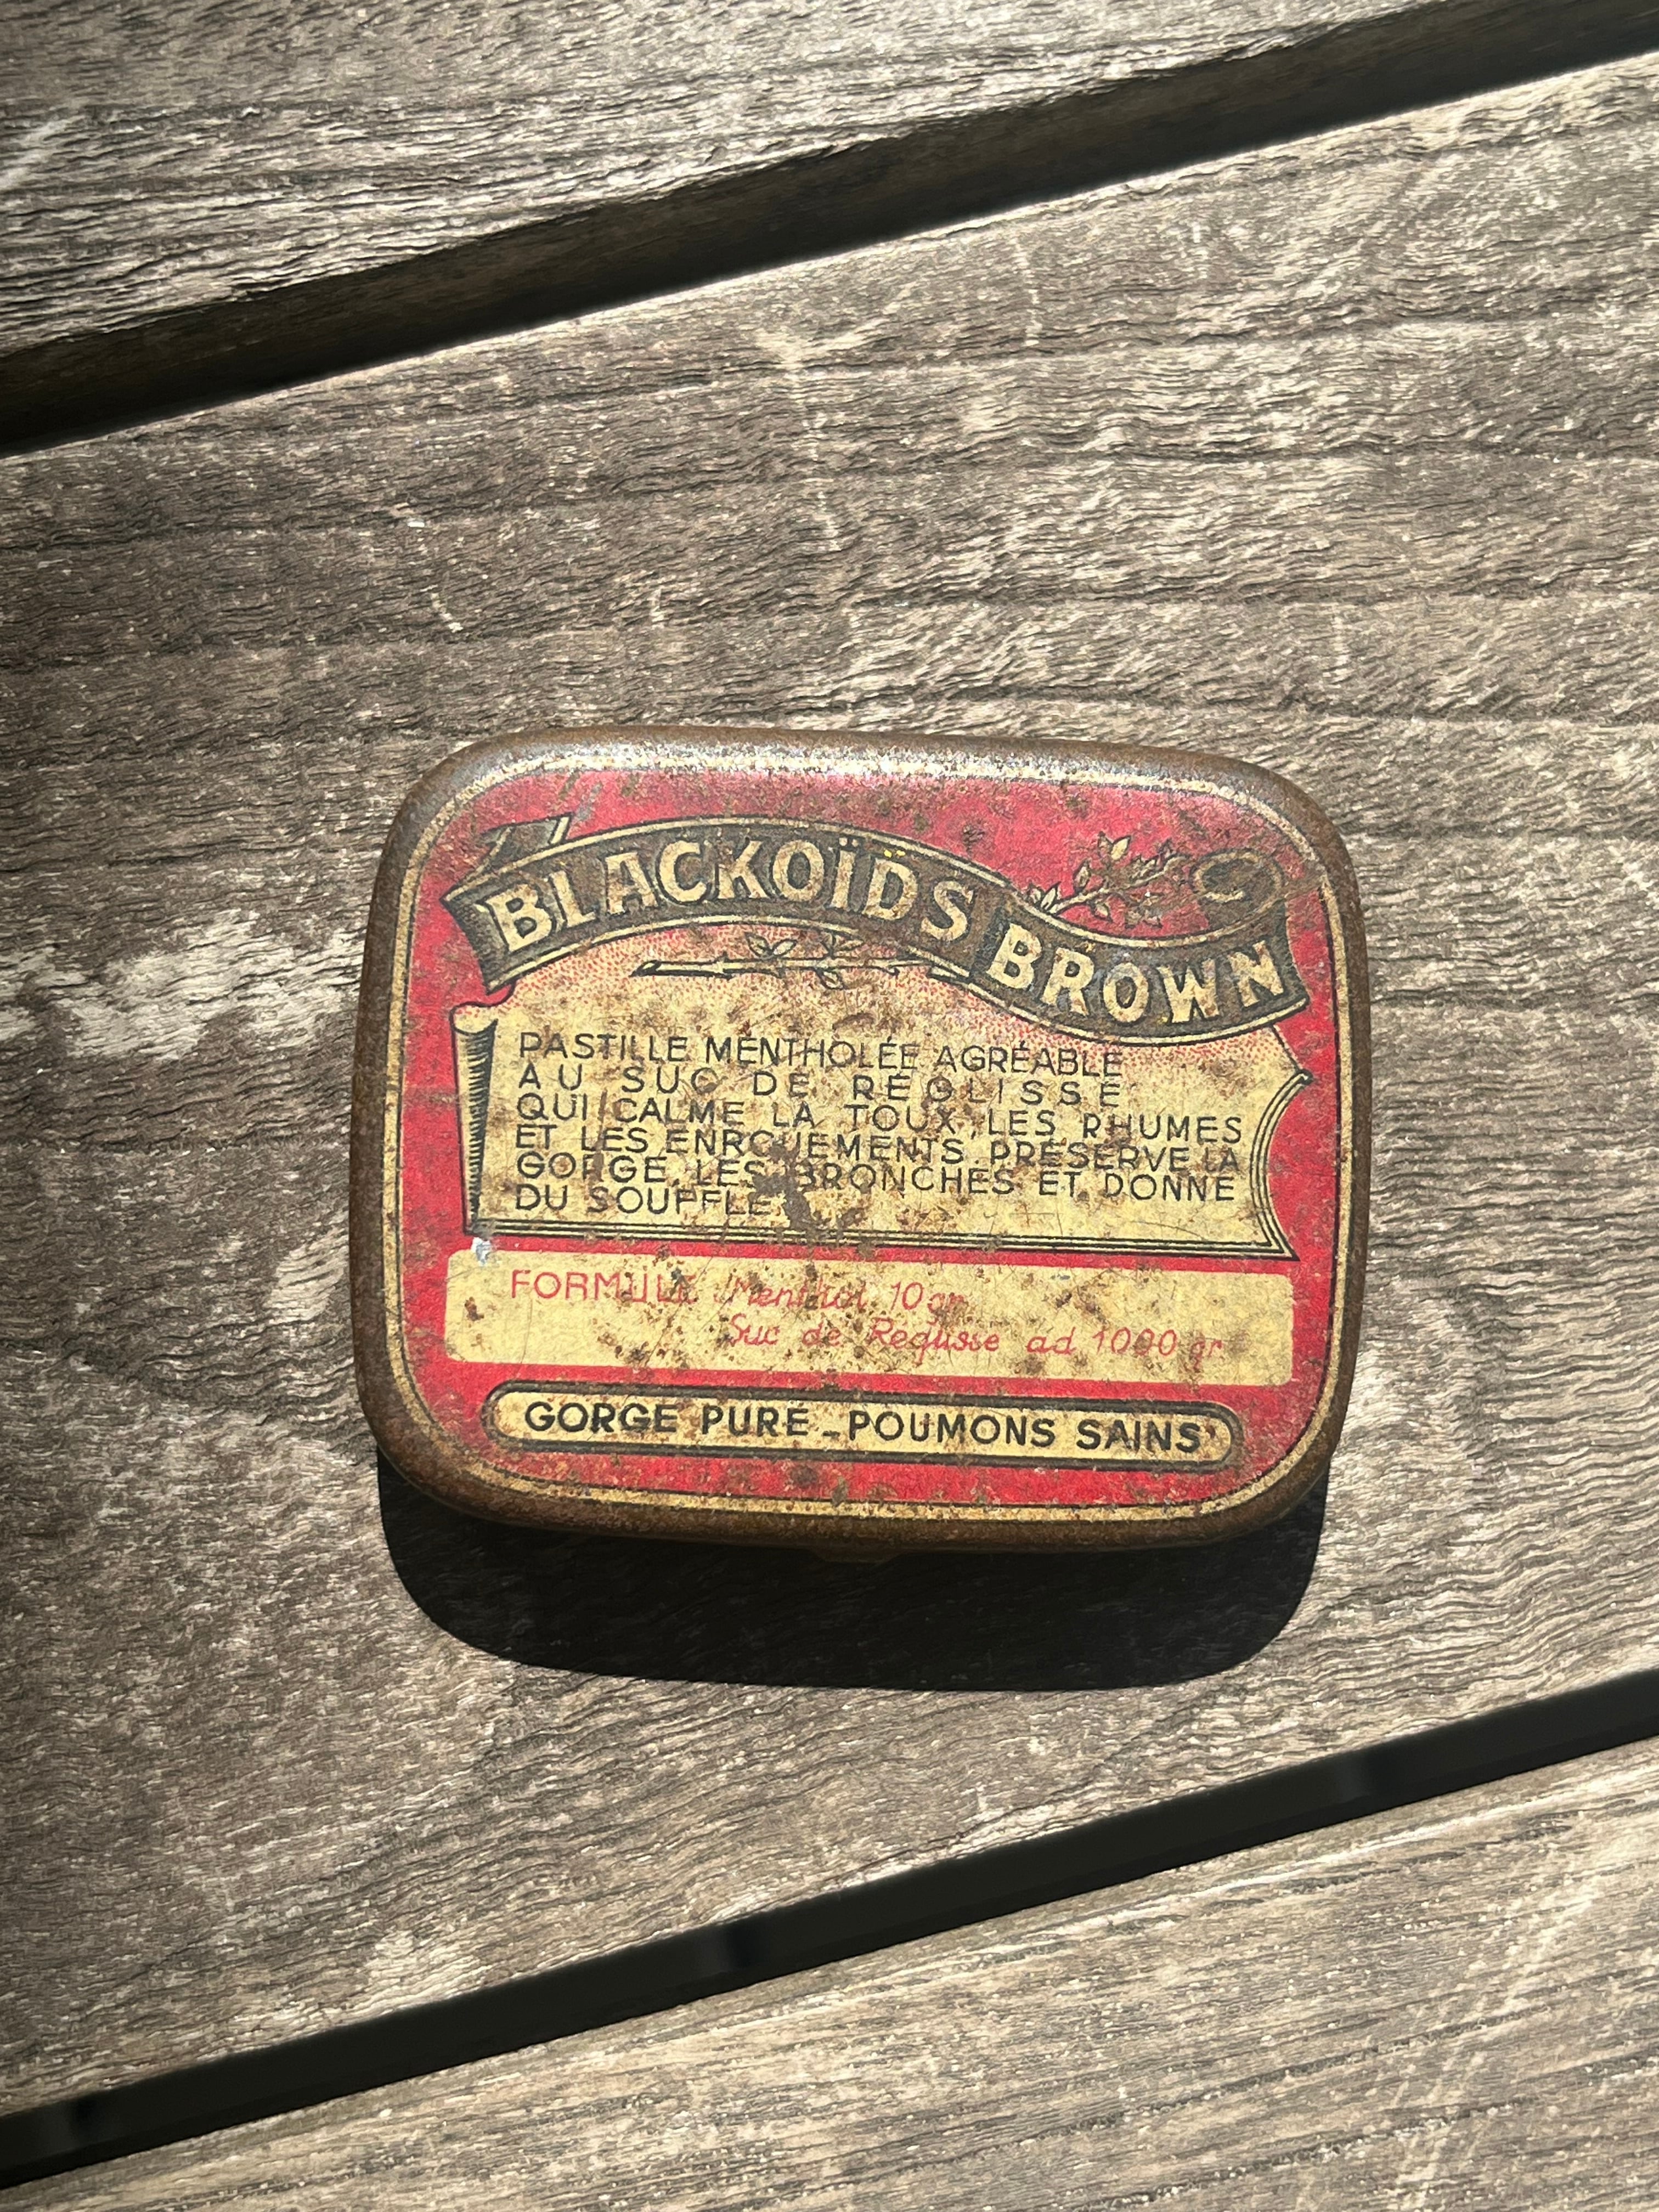 BLACKOÏDS BROWN
PASTILLE MENTHOLÉE AGRÉABLE
AU SUC DE RÉGLISSE
QUI CALME LA TOUX, LES RHUMES
ET LES ENROUEMENTS. PRÉSERVE LA
GORGE, LES BRONCHES ET DONNE
DU SOUFFLE
FORMULE Menthol 10 gr
Suc de Reglisse ad 1000 gr
GORGE PURE - POUMONS SAINS